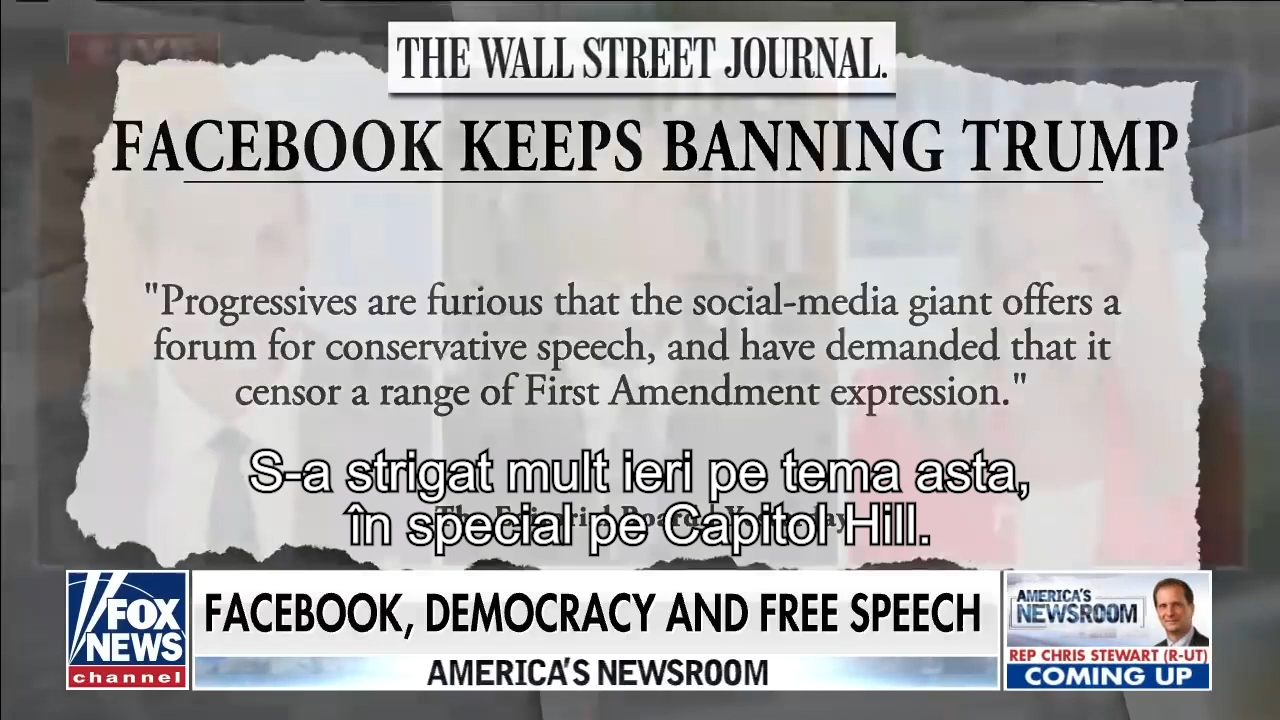 THE WALL STREET JOURNAL.
FACEBOOK KEEPS BANNING TRUMP
"Progressives are furious that the social-media giant offers a
forum for conservative speech, and have demanded that it
censor a range of First Amendment expression."
S-a strigat mult ieri pe tema asta,
în special pe Capitol Hill.
FOX
NEWS
channel
FACEBOOK, DEMOCRACY AND FREE SPEECH
AMERICA'S NEWSROOM
AMERICA'S
NEWSROOM
REP CHRIS STEWART (R-UT)
COMING UP